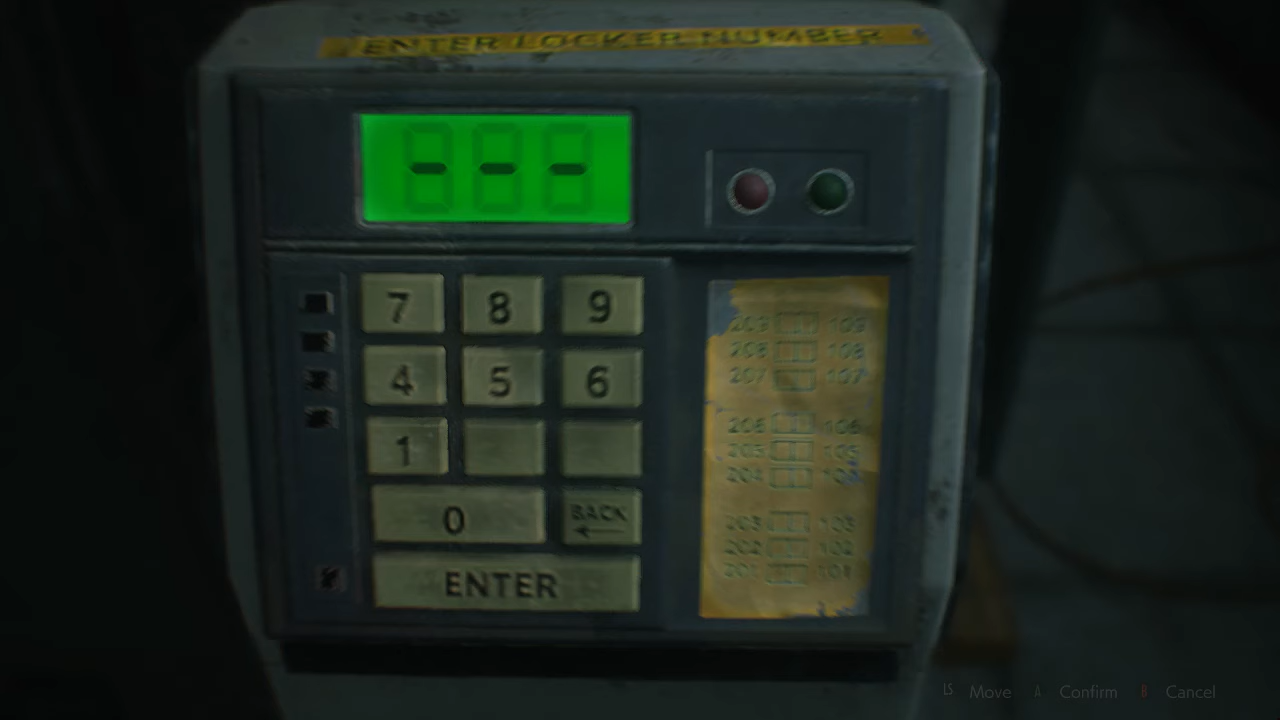 ENTER LOCKER NUMBER
- - -
7 8 9
4 5 6
1
0 BACK
ENTER
209 109
208 108
207 107
206 106
205 105
204 104
203 103
202 102
201 101
LS Move A Confirm B Cancel